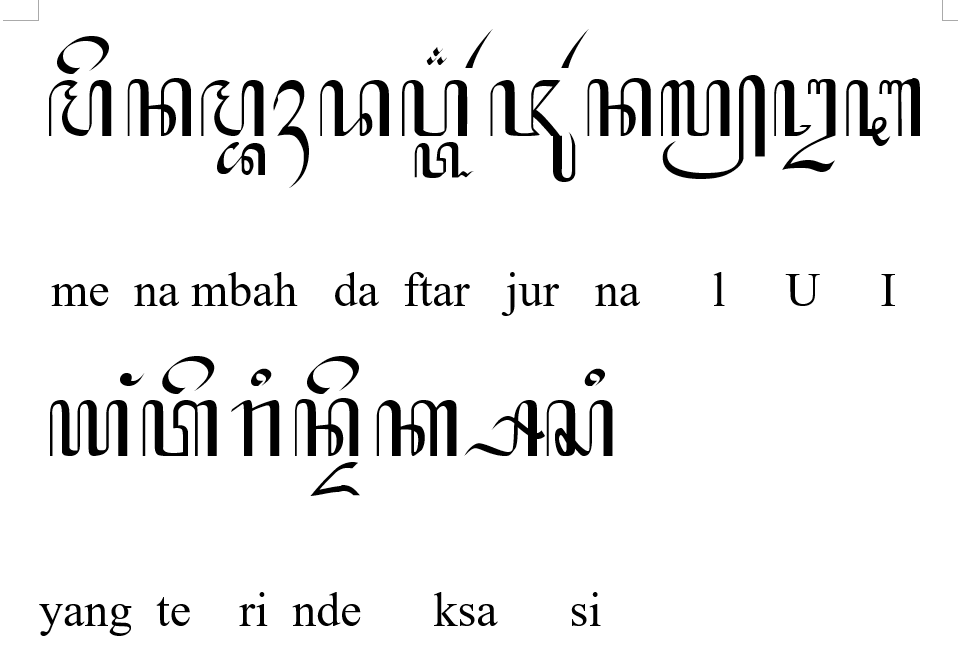 ꦩꦼꦤꦩ꧀ꦧꦃꦢꦥ꦳꧀ꦠꦂꦗꦸꦂꦤꦭ꧀ꦈꦆ
me na mbah da ftar jur na l U I
ꦪꦁꦠꦼꦫꦶꦤ꧀ꦢꦼꦏ꧀ꦱꦱꦶ
yang te ri nde ksa si